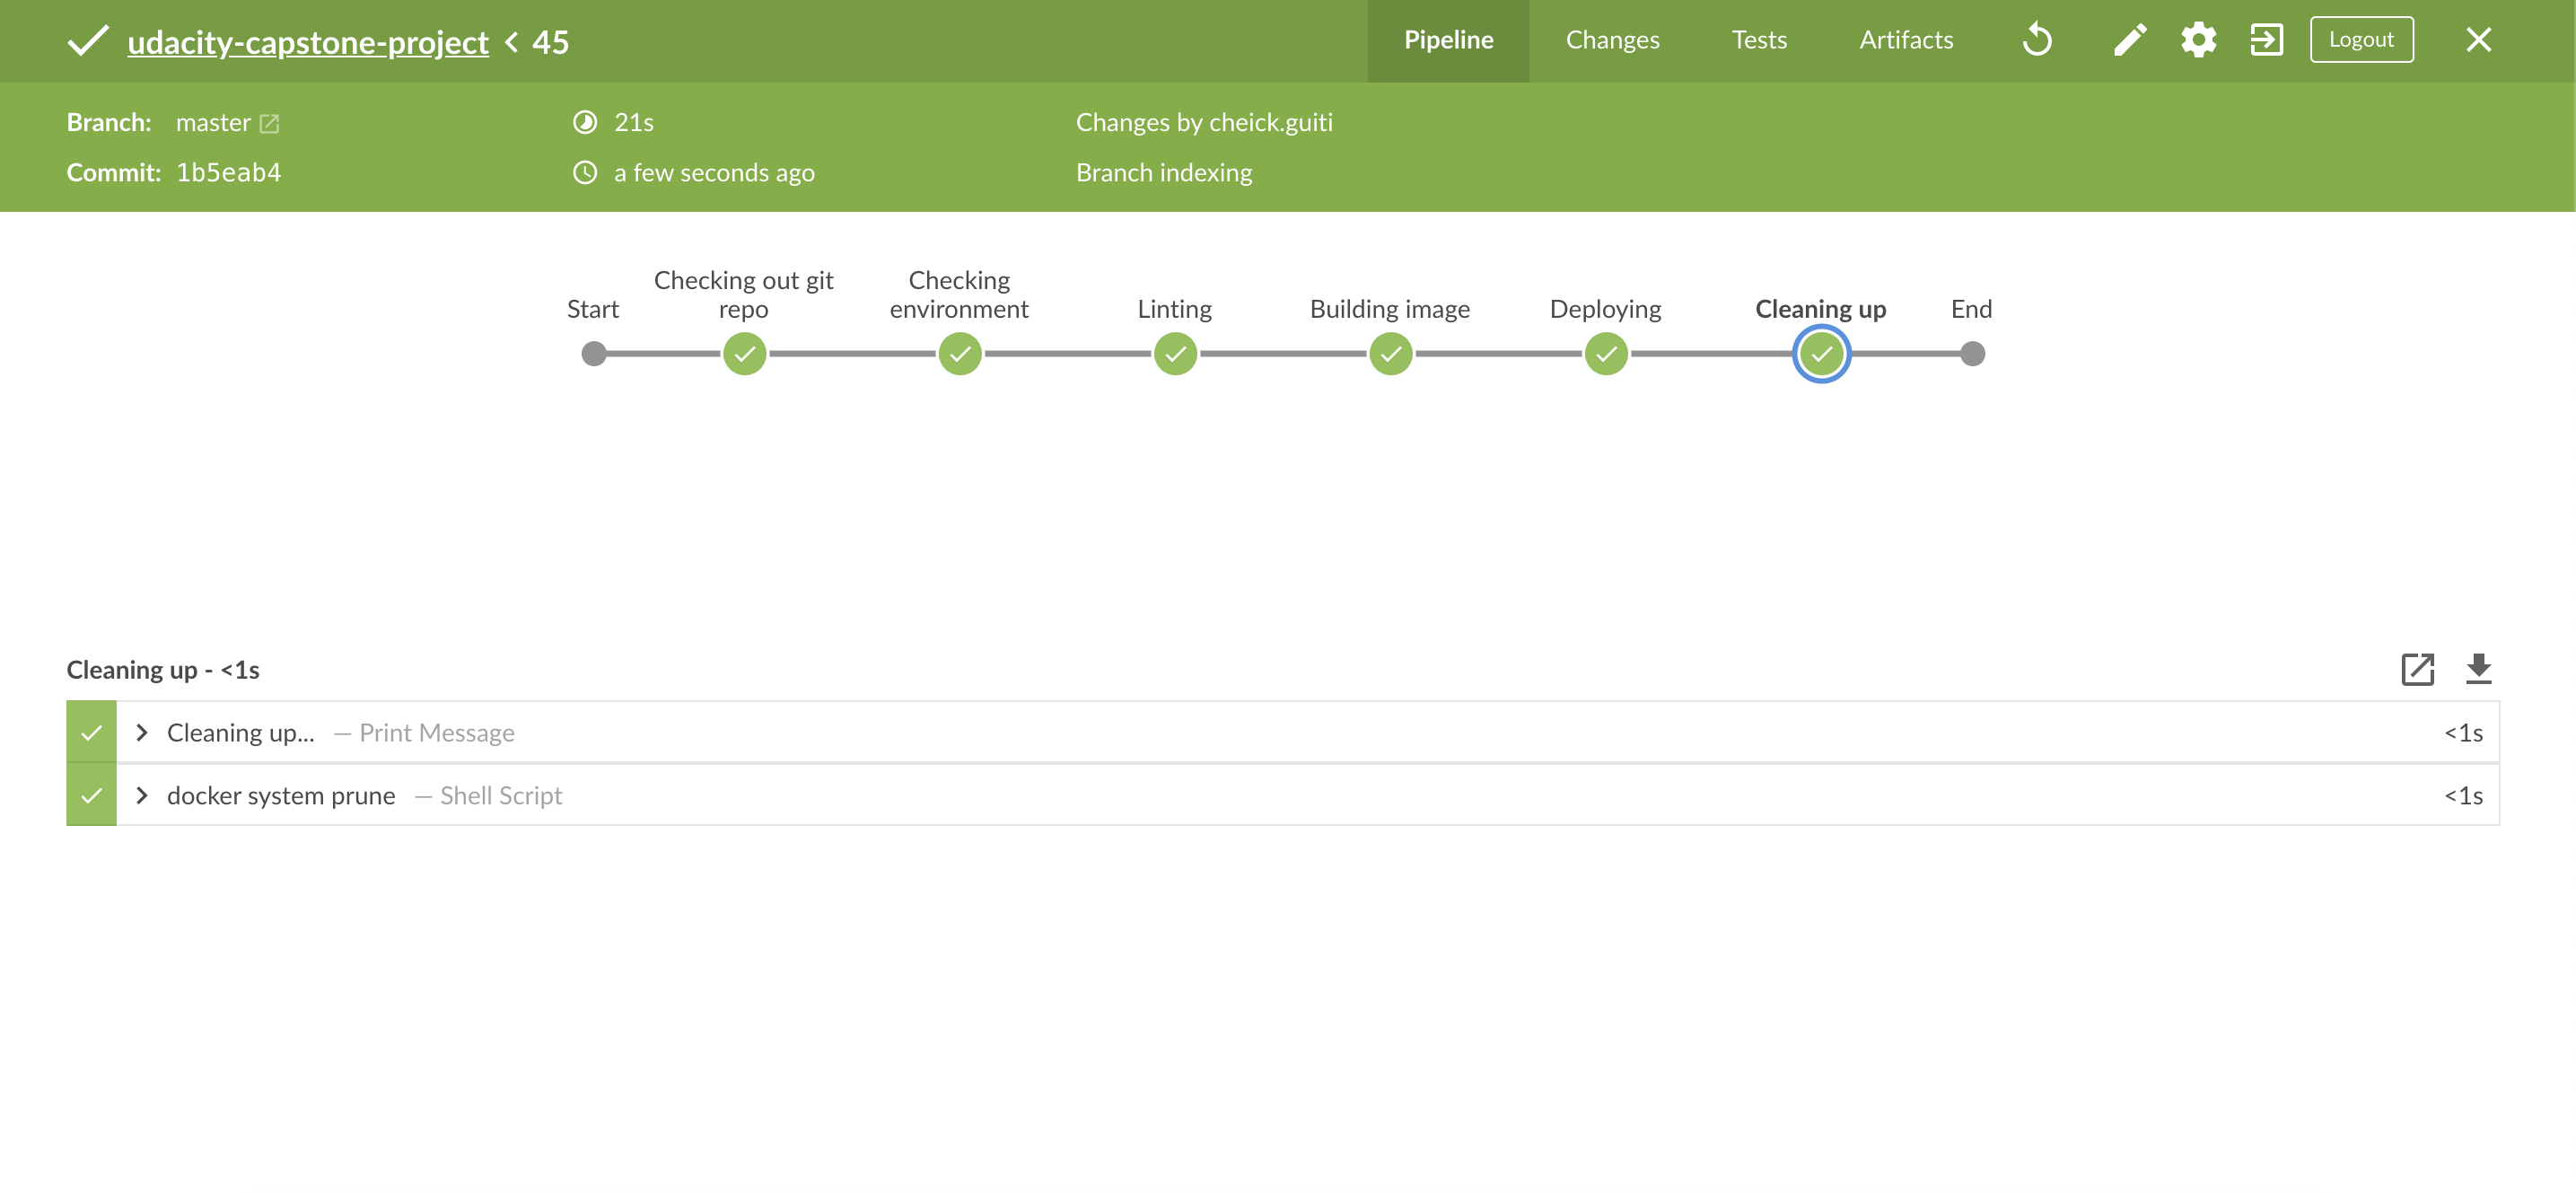 udacity-capstone-project < 45
Pipeline Changes Tests Artifacts Logout
Branch: master 21s Changes by cheick.guiti
Commit: 1b5eab4 a few seconds ago Branch indexing
Start
Checking out git
repo
Checking
environment
Linting
Building image
Deploying
Cleaning up
End
Cleaning up - <1s
Cleaning up... — Print Message <1s
docker system prune — Shell Script <1s